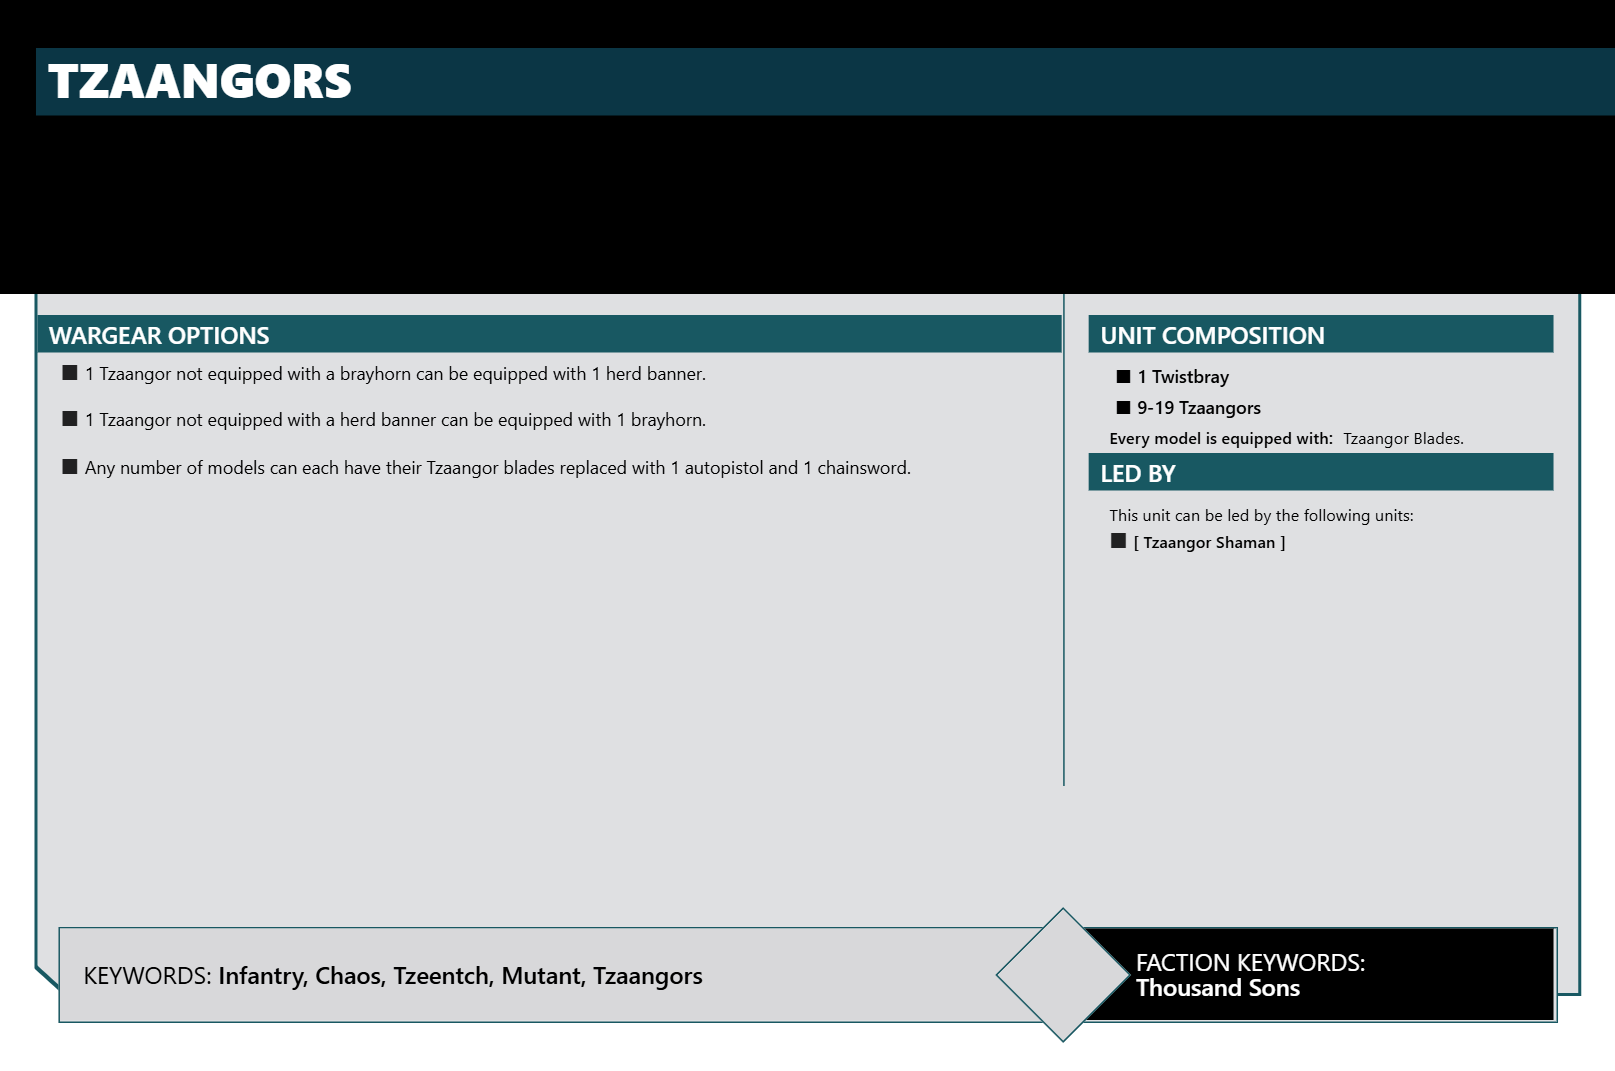 TZAANGORS
WARGEAR OPTIONS
■ 1 Tzaangor not equipped with a brayhorn can be equipped with 1 herd banner.
■ 1 Tzaangor not equipped with a herd banner can be equipped with 1 brayhorn.
■ Any number of models can each have their Tzaangor blades replaced with 1 autopistol and 1 chainsword.
UNIT COMPOSITION
■ 1 Twistbray
■ 9-19 Tzaangors
Every model is equipped with: Tzaangor Blades.
LED BY
This unit can be led by the following units:
■ [ Tzaangor Shaman ]
KEYWORDS: Infantry, Chaos, Tzeentch, Mutant, Tzaangors
FACTION KEYWORDS:
Thousand Sons